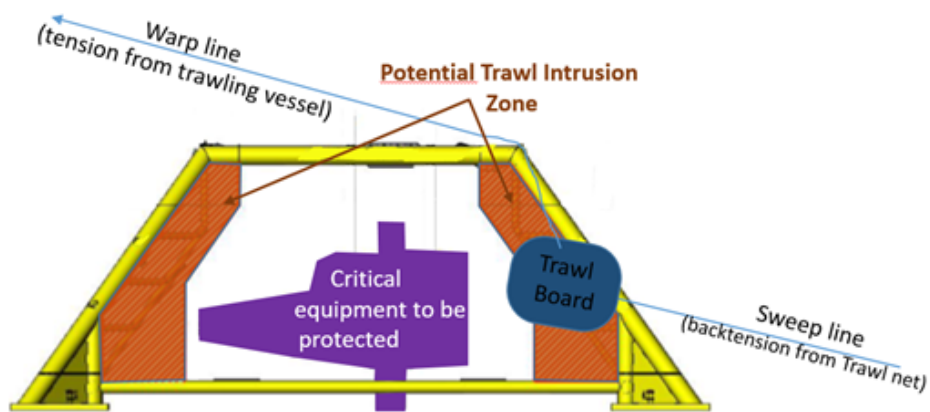 Warp line
(tension from trawling vessel)
Potential Trawl Intrusion
Zone
Critical
equipment to be
protected
Trawl
Board
Sweep line
(backtension from Trawl net)